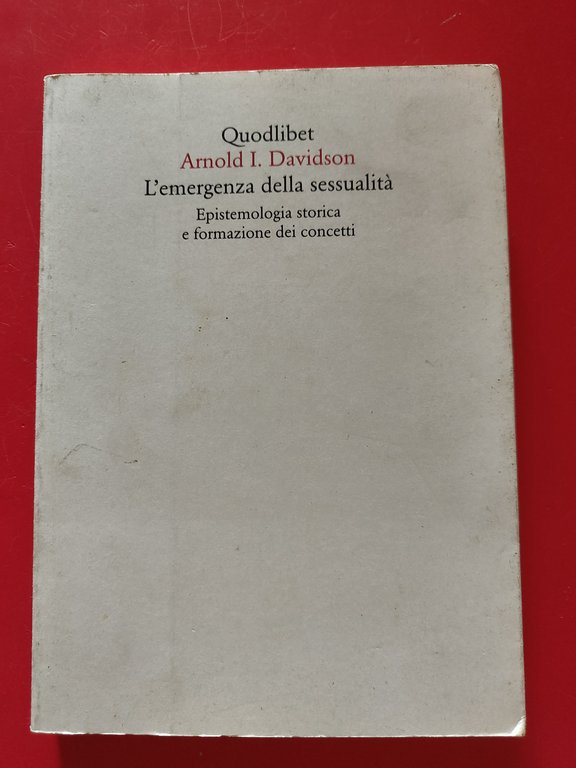 Quodlibet
Arnold I. Davidson
L'emergenza della sessualità
Epistemologia storica
e formazione dei concetti